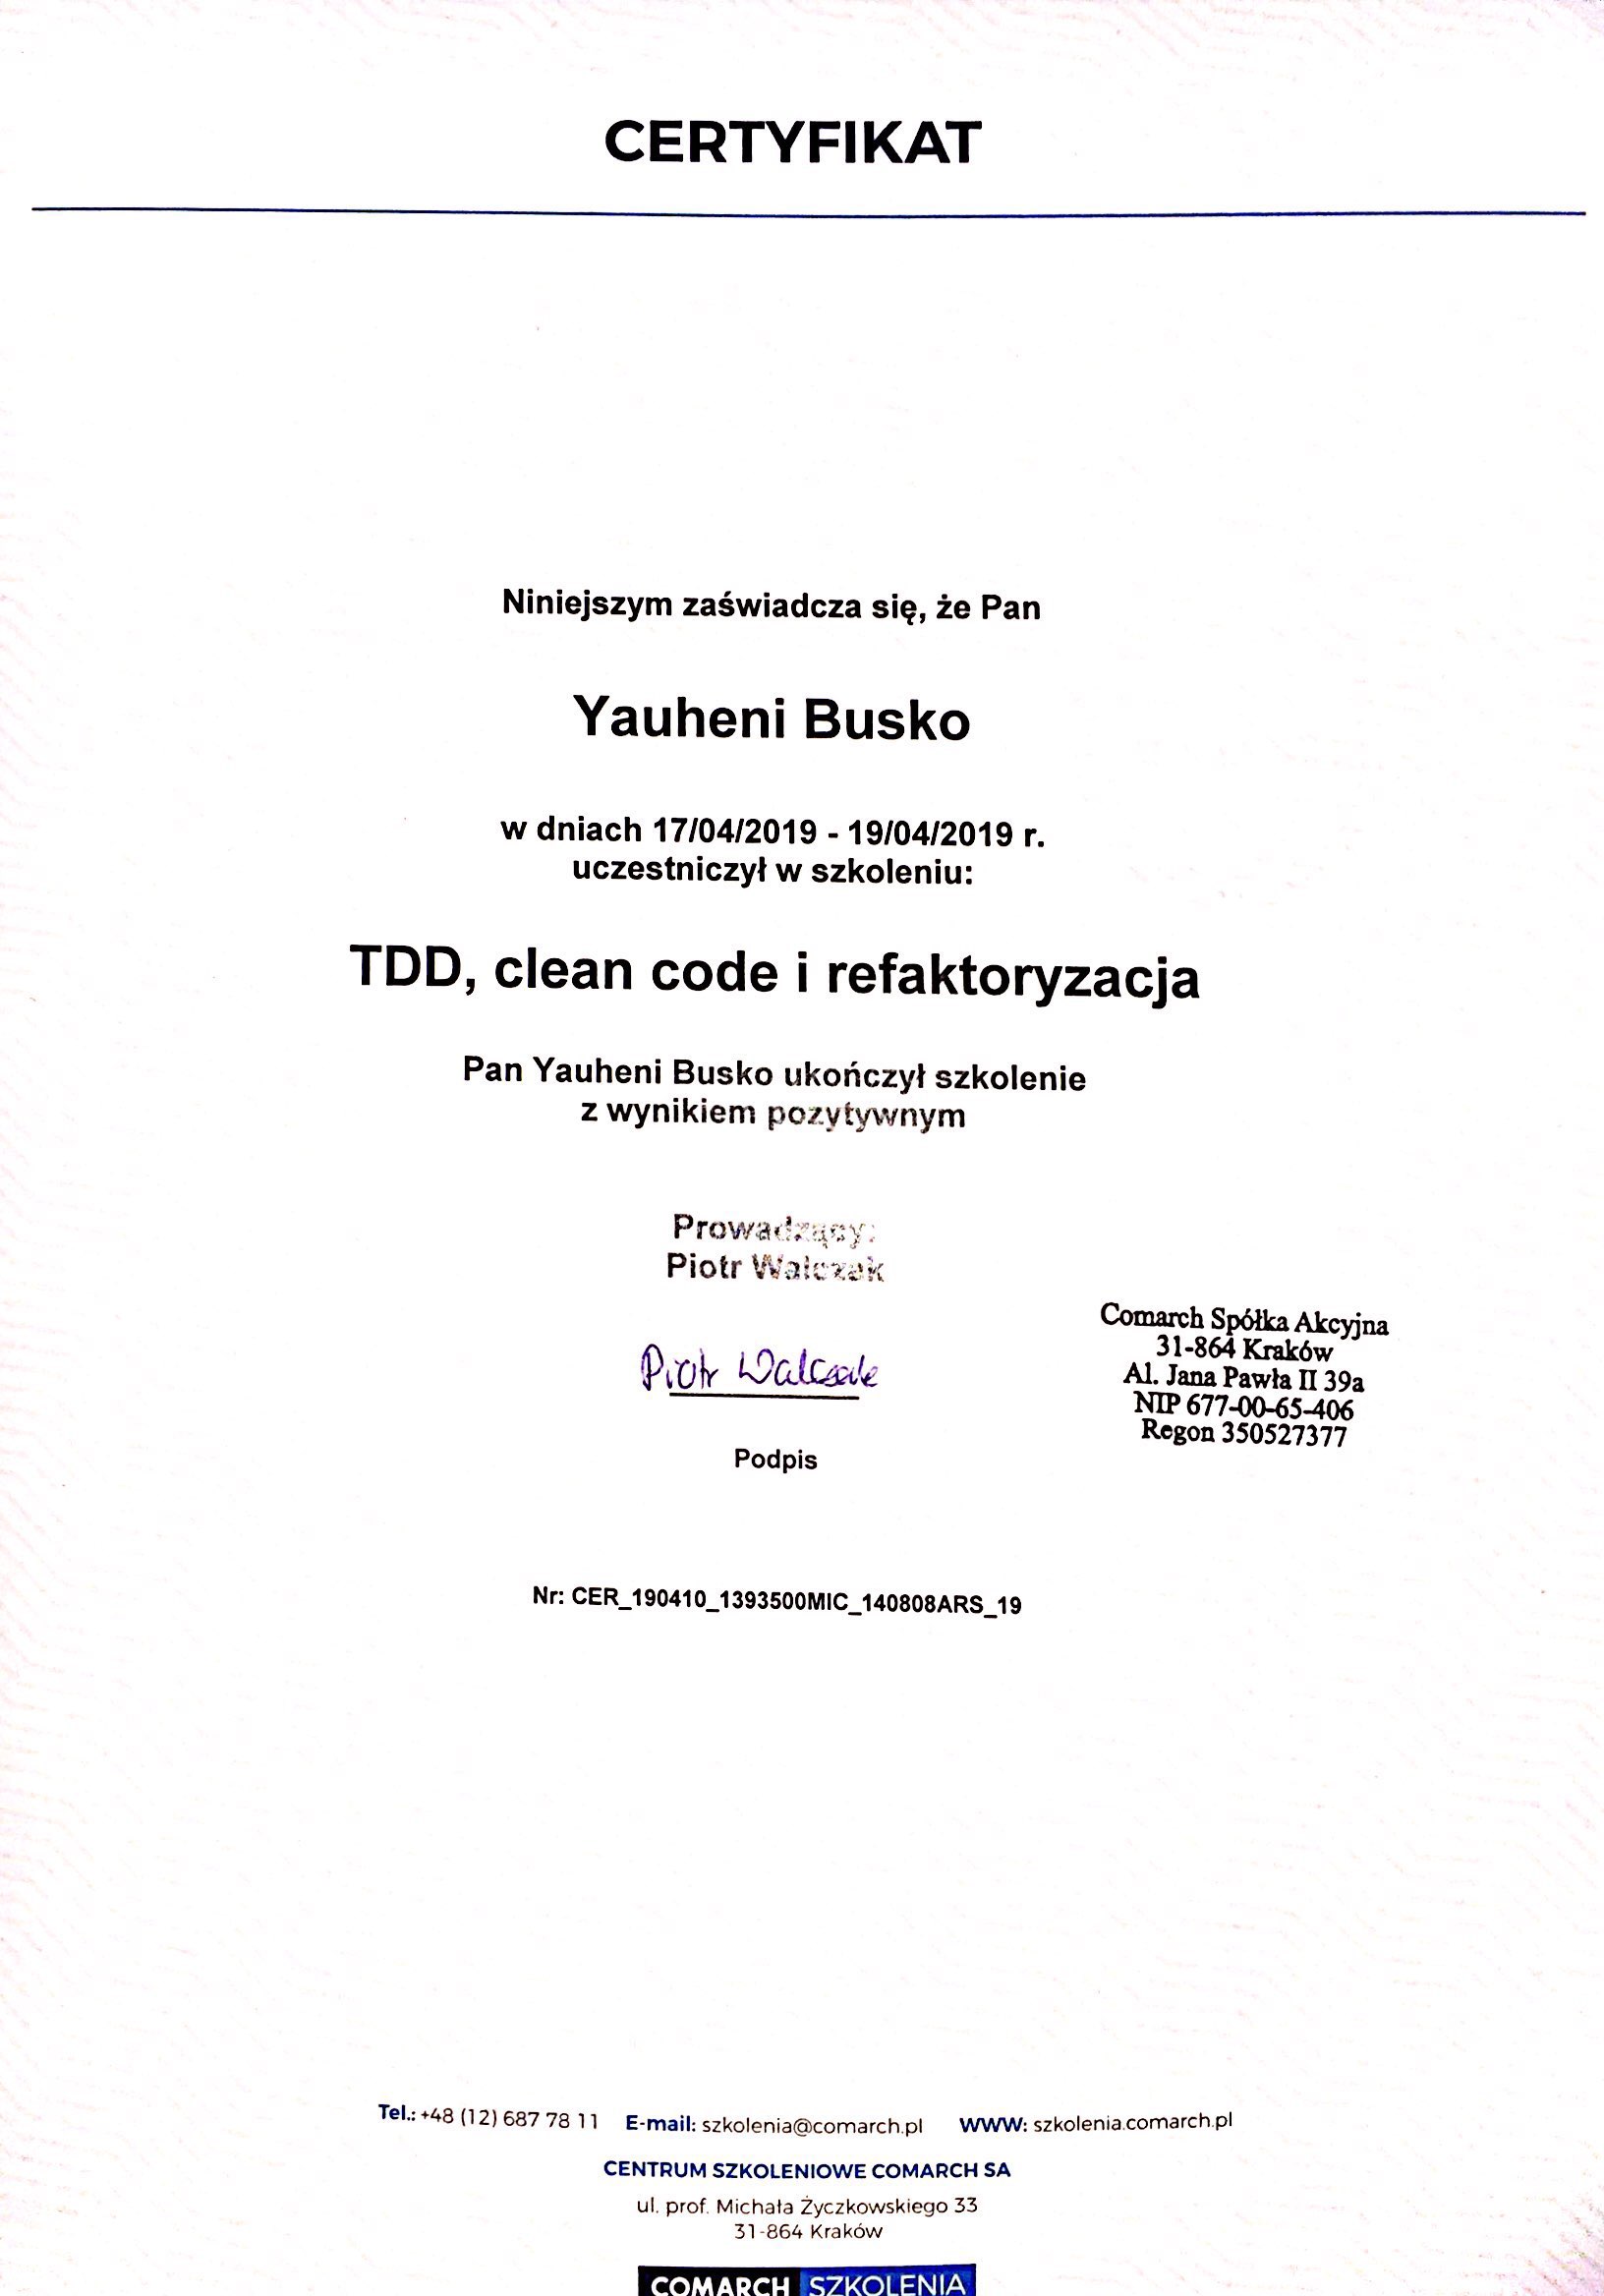 CERTYFIKAT
Niniejszym zaświadcza się, że Pan
Yauheni Busko
w dniach 17/04/2019 - 19/04/2019 r.
uczestniczył w szkoleniu:
TDD, clean code i refaktoryzacja
Pan Yauheni Busko ukończył szkolenie
z wynikiem pozytywnym
Prowadzący:
Piotr Walczak
Piotr Walczak
Podpis
Comarch Spółka Akcyjna
31-864 Kraków
Al. Jana Pawła II 39a
NIP 677-00-65-406
Regon 350527377
Nr: CER_190410_1393500MIC_140808ARS_19
Tel.: +48 (12) 687 78 11 E-mail: szkolenia@comarch.pl WWW: szkolenia.comarch.pl
CENTRUM SZKOLENIOWE COMARCH SA
ul. prof. Michała Życzkowskiego 33
31-864 Kraków
COMARCH SZKOLENIA